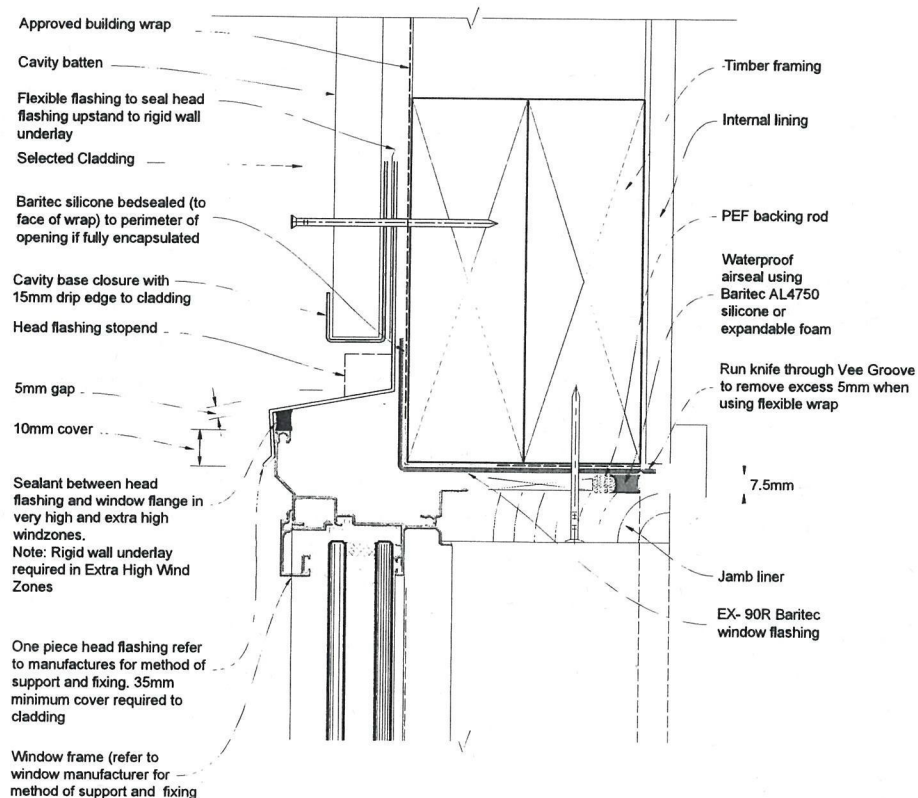 Approved building wrap
Cavity batten
Flexible flashing to seal head
flashing upstand to rigid wall
underlay
Selected Cladding
Baritec silicone bedsealed (to
face of wrap) to perimeter of
opening if fully encapsulated
Cavity base closure with
15mm drip edge to cladding
Head flashing stopend
5mm gap
10mm cover
Sealant between head
flashing and window flange in
very high and extra high
windzones.
Note: Rigid wall underlay
required in Extra High Wind
Zones
One piece head flashing refer
to manufactures for method of
support and fixing. 35mm
minimum cover required to
cladding
Window frame (refer to
window manufacturer for
method of support and fixing
Timber framing
Internal lining
PEF backing rod
Waterproof
airseal using
Baritec AL4750
silicone or
expandable foam
Run knife through Vee Groove
to remove excess 5mm when
using flexible wrap
7.5mm
Jamb liner
EX- 90R Baritec
window flashing